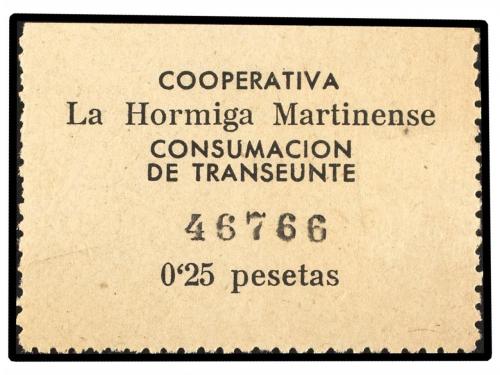 COOPERATIVA
La Hormiga Martinense
CONSUMACION
DE TRANSEUNTE
46766
0'25 pesetas